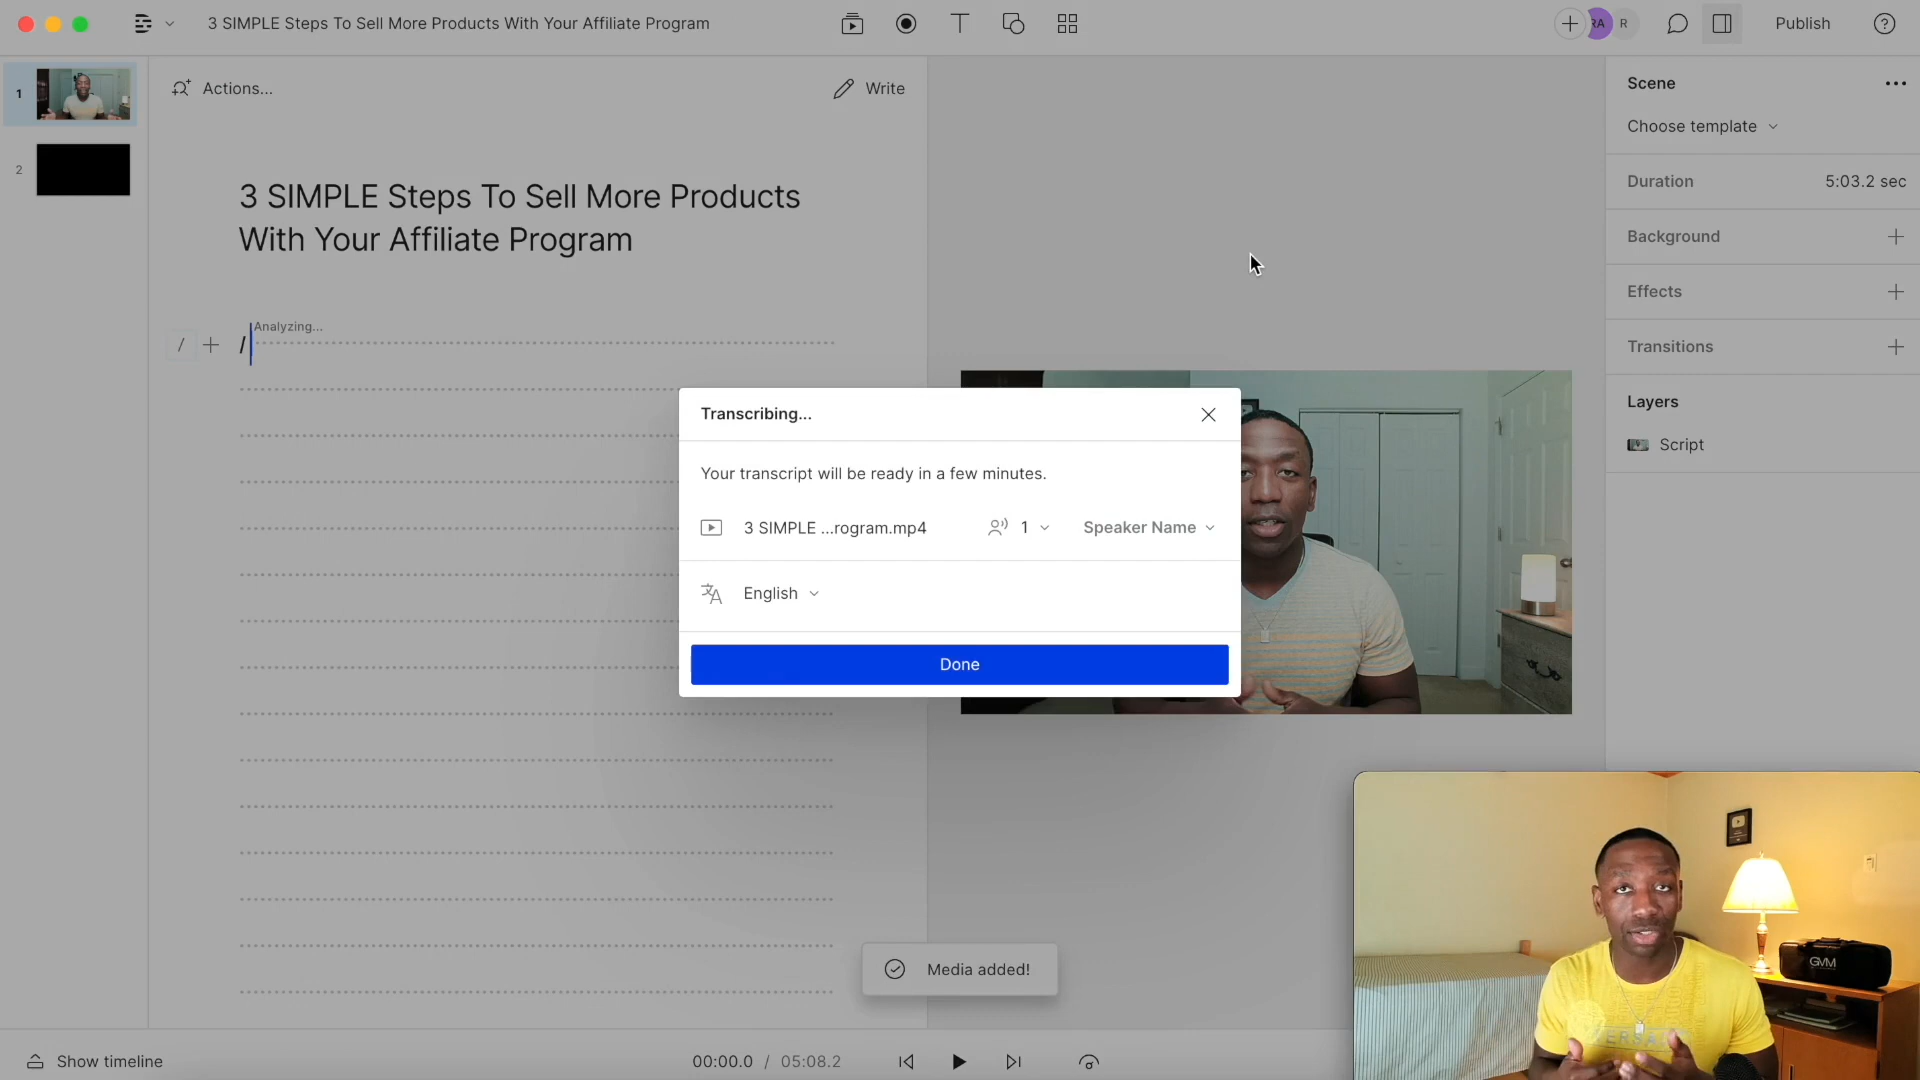 3 SIMPLE Steps To Sell More Products With Your Affiliate Program
RA
R
Publish
1
Actions...
Write
Scene
Choose template
2
Duration
5:03.2 sec
3 SIMPLE Steps To Sell More Products
With Your Affiliate Program
Background
Effects
Analyzing...
/
/
Transitions
Layers
Script
Transcribing...
Your transcript will be ready in a few minutes.
3 SIMPLE ...rogram.mp4
1
Speaker Name
English
Done
Media added!
GVM
Show timeline
00:00.0 / 05:08.2